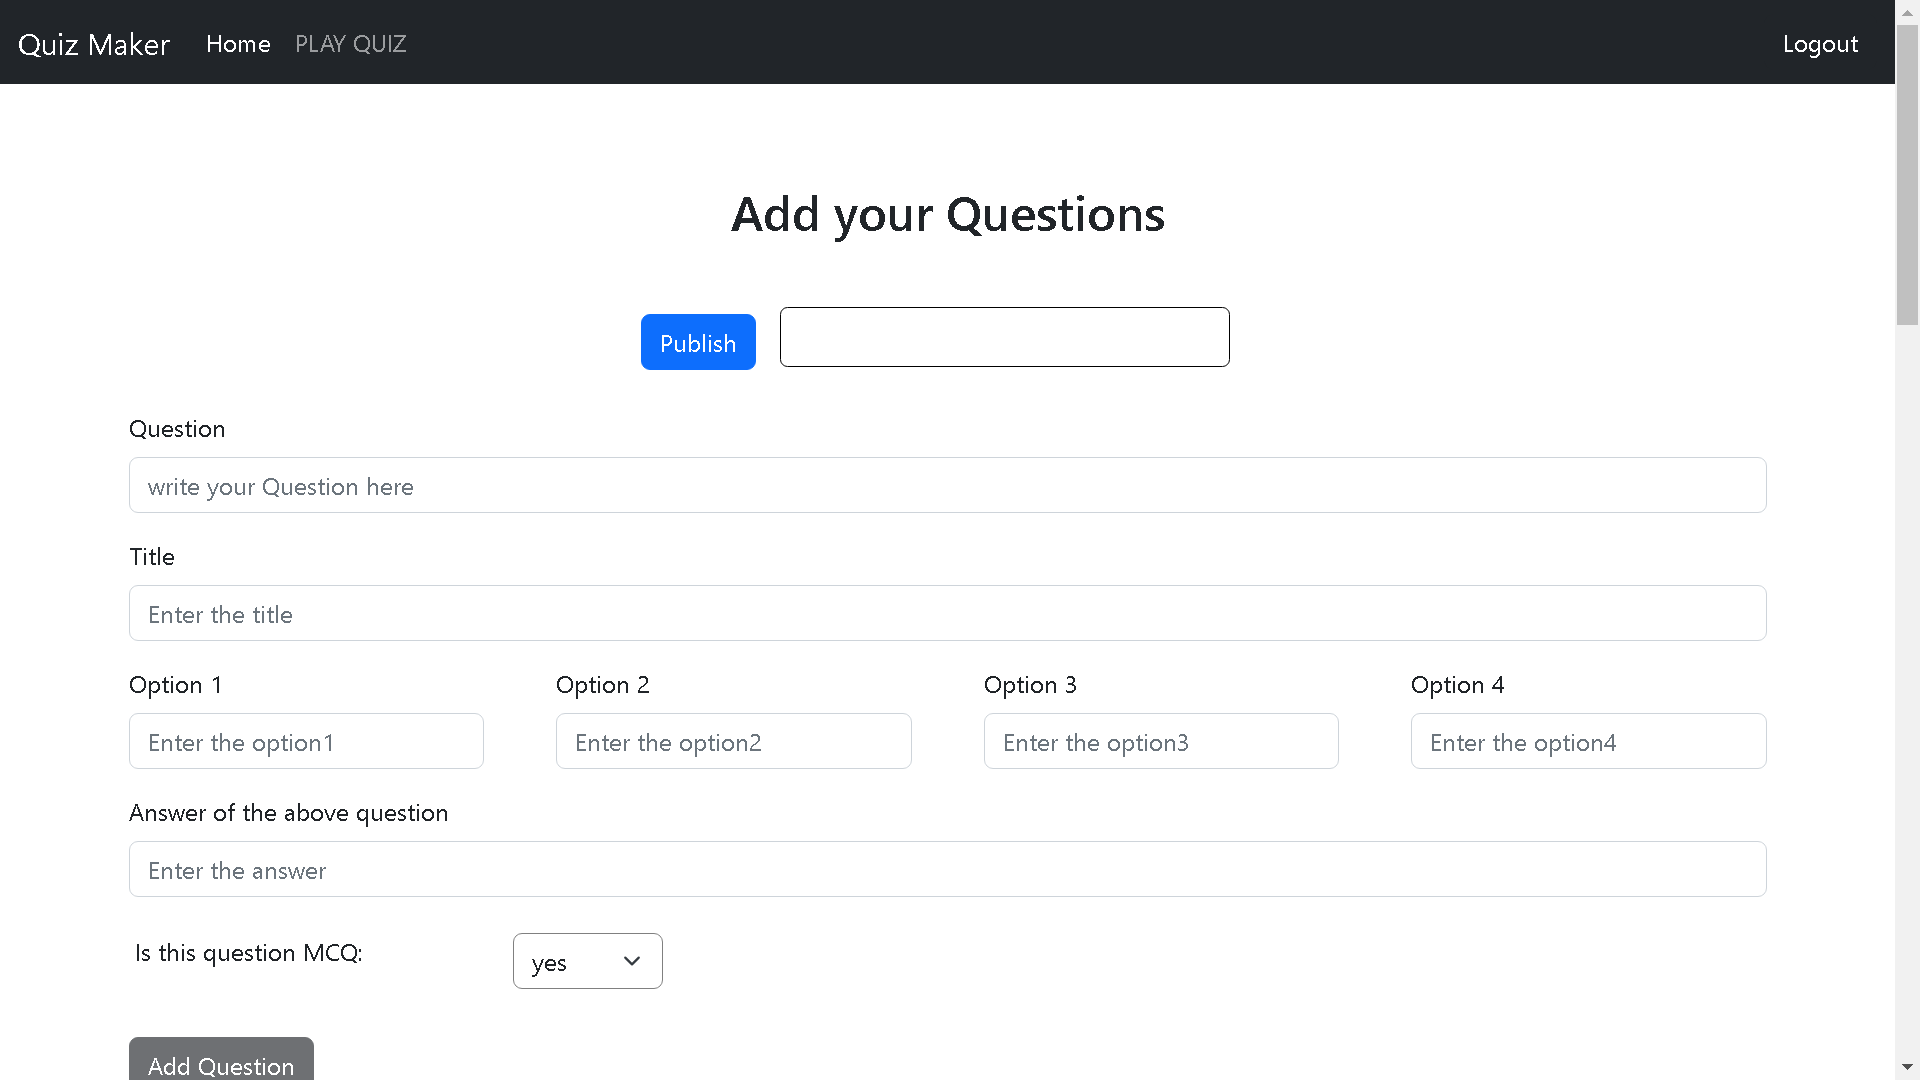 Quiz Maker Home PLAY QUIZ Logout
Add your Questions
Publish
Question
write your Question here
Title
Enter the title
Option 1 Option 2 Option 3 Option 4
Enter the option1 Enter the option2 Enter the option3 Enter the option4
Answer of the above question
Enter the answer
Is this question MCQ: yes
Add Question